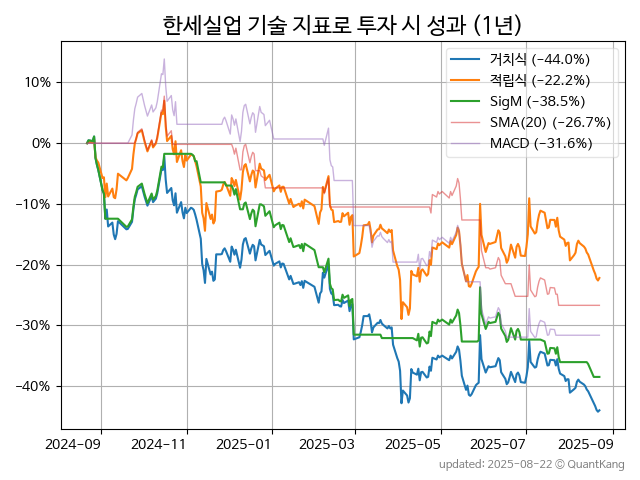 한세실업 기술 지표로 투자 시 성과 (1년)
거치식 (−44.0%)
적립식 (−22.2%)
SigM (−38.5%)
SMA(20) (−26.7%)
MACD (−31.6%)
10%
0%
−10%
−20%
−30%
−40%
2024-09 2024-11 2025-01 2025-03 2025-05 2025-07 2025-09
updated: 2025-08-22 © QuantKang